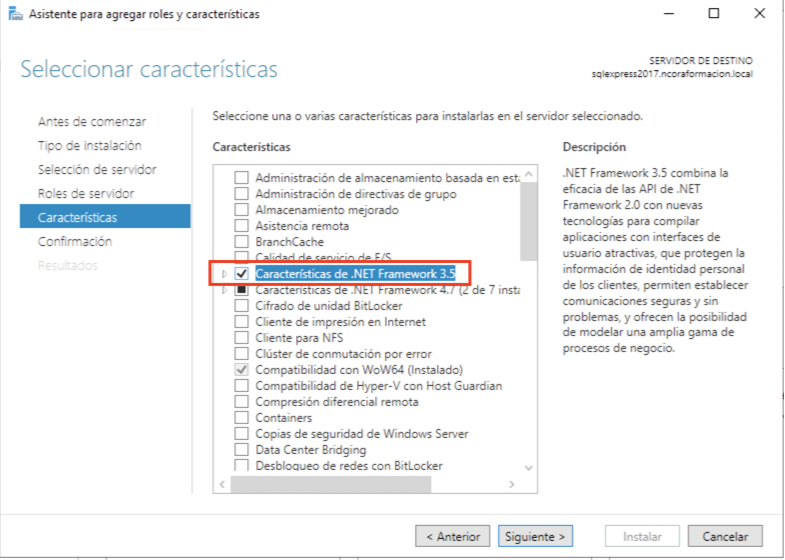 Asistente para agregar roles y características
Seleccionar características
SERVIDOR DE DESTINO
sqlexpress2017.ncoraformacion.local
Antes de comenzar
Tipo de instalación
Selección de servidor
Roles de servidor
Características
Confirmación
Resultados
Seleccione una o varias características para instalarlas en el servidor seleccionado.
Características
Administración de almacenamiento basada en est
Administración de directivas de grupo
Almacenamiento mejorado
Asistencia remota
BranchCache
Calidad de servicio de E/S
Características de .NET Framework 3.5
Características de .NET Framework 4.7 (2 de 7 insta
Cifrado de unidad BitLocker
Cliente de impresión en Internet
Cliente para NFS
Clúster de conmutación por error
Compatibilidad con WoW64 (Instalado)
Compatibilidad de Hyper-V con Host Guardian
Compresión diferencial remota
Containers
Copias de seguridad de Windows Server
Data Center Bridging
Desbloqueo de redes con BitLocker
Descripción
.NET Framework 3.5 combina la
eficacia de las API de .NET
Framework 2.0 con nuevas
tecnologías para compilar
aplicaciones con interfaces de
usuario atractivas, que protegen la
información de identidad personal
de los clientes, permiten establecer
comunicaciones seguras y sin
problemas, y ofrecen la posibilidad
de modelar una amplia gama de
procesos de negocio.
< Anterior
Siguiente >
Instalar
Cancelar